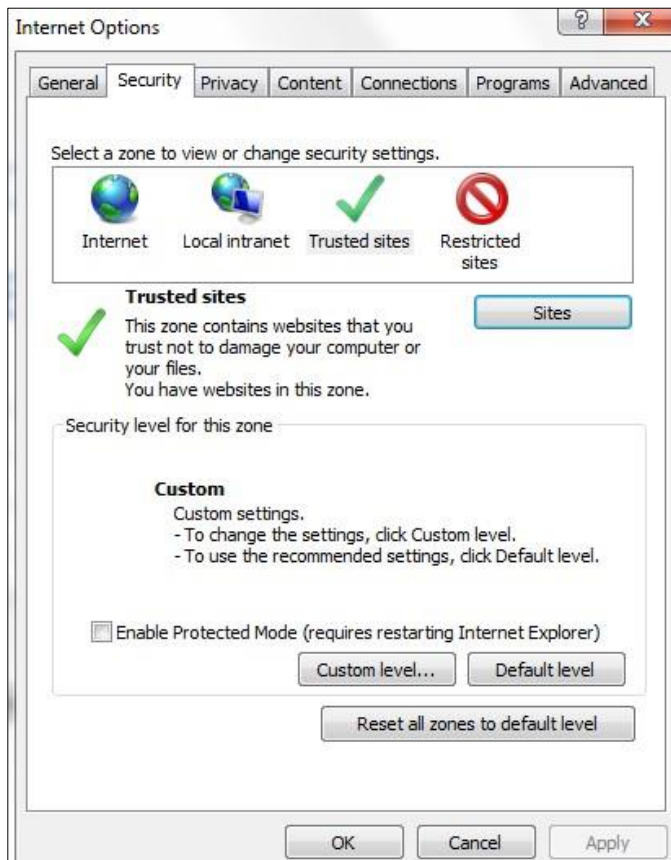 Internet Options
General Security Privacy Content Connections Programs Advanced
Select a zone to view or change security settings.
Internet Local intranet Trusted sites Restricted
sites
Trusted sites
Sites
This zone contains websites that you
trust not to damage your computer or
your files.
You have websites in this zone.
Security level for this zone
Custom
Custom settings.
- To change the settings, click Custom level.
- To use the recommended settings, click Default level.
Enable Protected Mode (requires restarting Internet Explorer)
Custom level... Default level
Reset all zones to default level
OK Cancel Apply